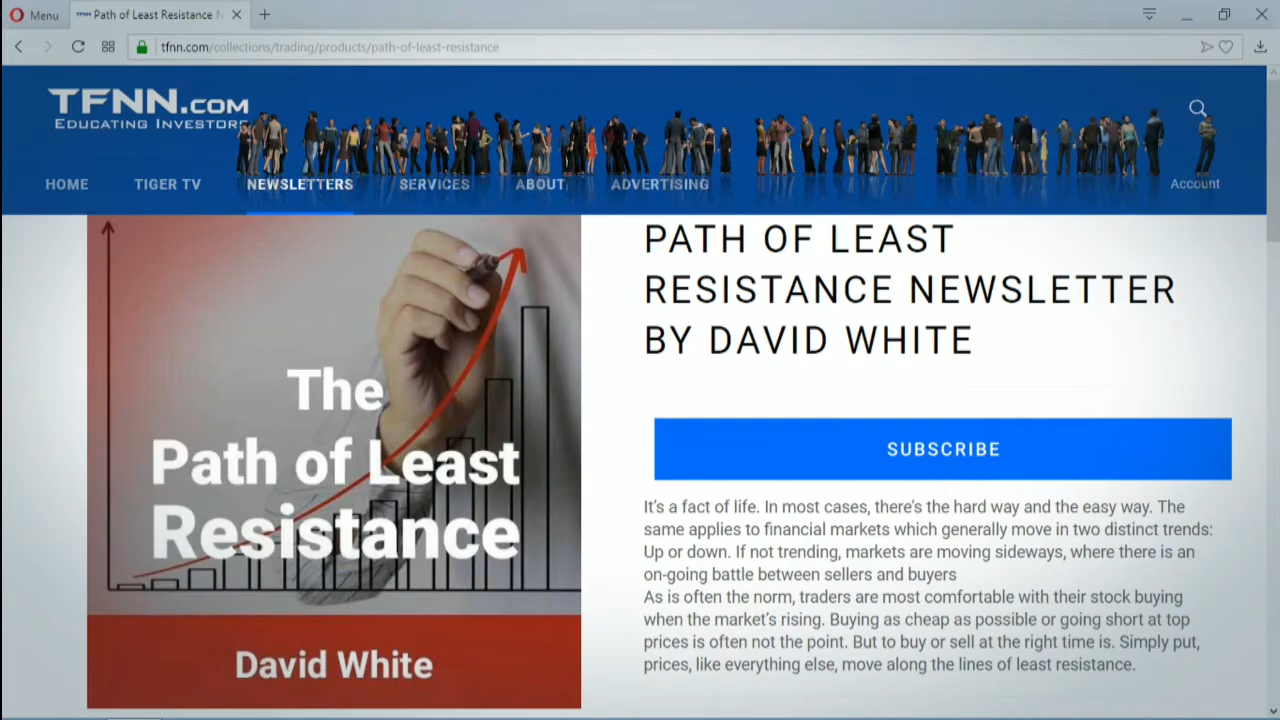 Menu
Path of Least Resistance N
tfnn.com/collections/trading/products/path-of-least-resistance
TFNN.COM
EDUCATING INVESTORS
HOME TIGER TV NEWSLETTERS SERVICES ABOUT ADVERTISING Account
The
Path of Least
Resistance
David White
PATH OF LEAST
RESISTANCE NEWSLETTER
BY DAVID WHITE
SUBSCRIBE
It's a fact of life. In most cases, there's the hard way and the easy way. The
same applies to financial markets which generally move in two distinct trends:
Up or down. If not trending, markets are moving sideways, where there is an
on-going battle between sellers and buyers
As is often the norm, traders are most comfortable with their stock buying
when the market's rising. Buying as cheap as possible or going short at top
prices is often not the point. But to buy or sell at the right time is. Simply put,
prices, like everything else, move along the lines of least resistance.